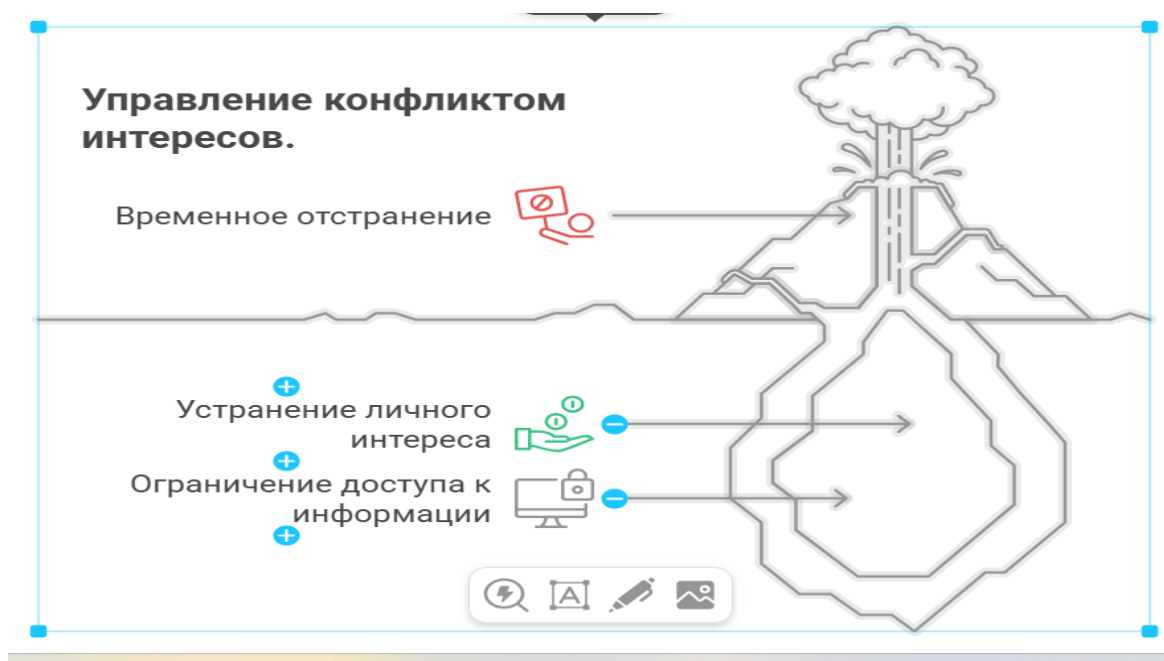 Управление конфликтом
интересов.
Временное отстранение
Устранение личного
интереса
Ограничение доступа к
информации